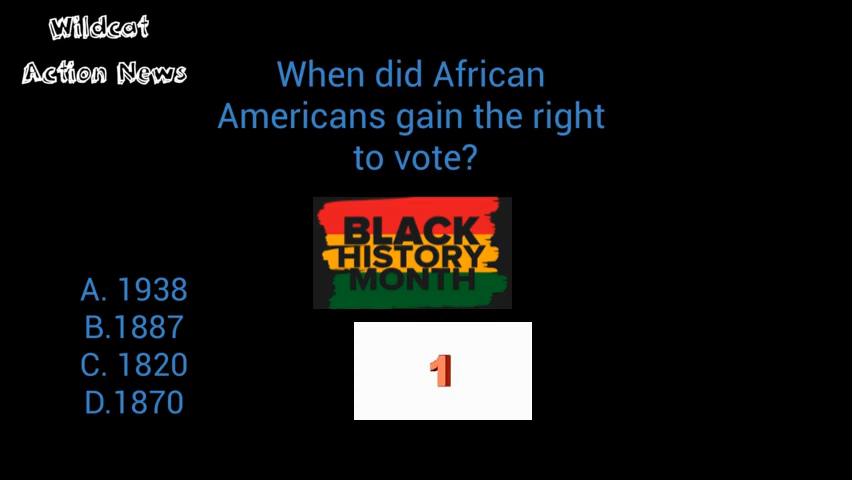 Wildcat
Action News
When did African
Americans gain the right
to vote?
BLACK
HISTORY
MONTH
A. 1938
B.1887
C. 1820
D.1870
1